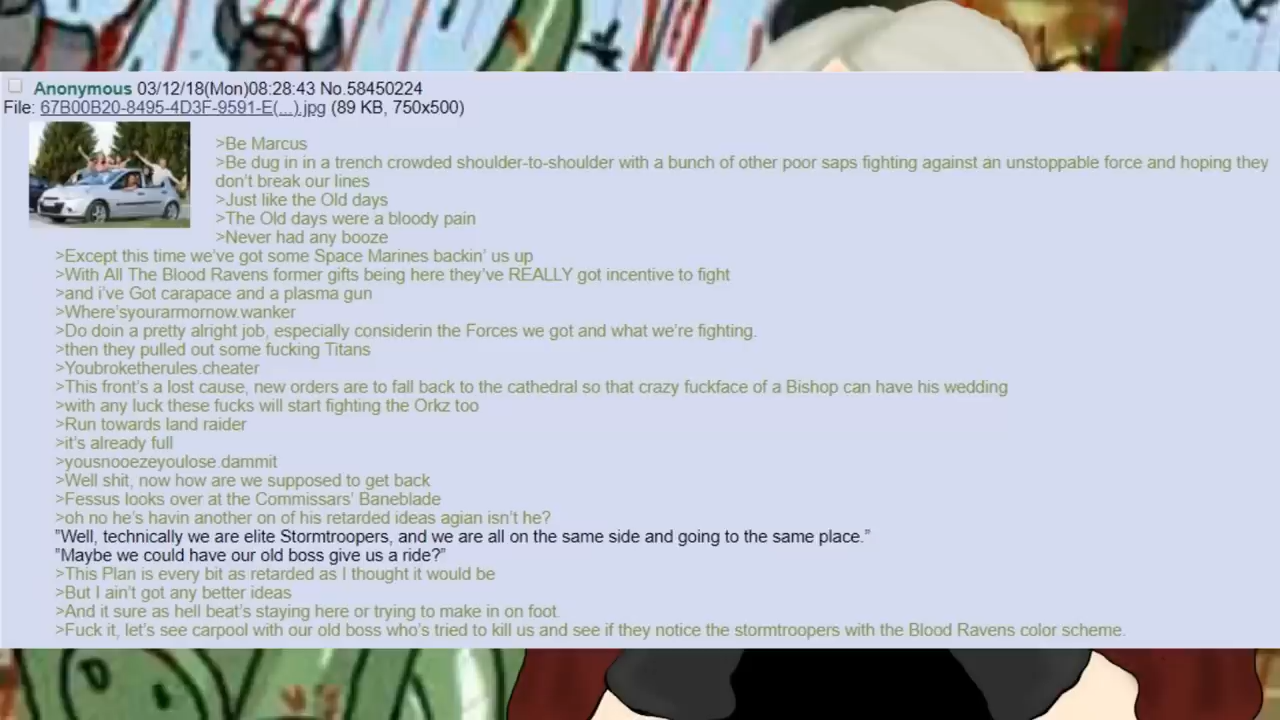 Anonymous 03/12/18(Mon)08:28:43 No.58450224
File: 67B00B20-8495-4D3F-9591-E(...).jpg (89 KB, 750x500)
>Be Marcus
>Be dug in in a trench crowded shoulder-to-shoulder with a bunch of other poor saps fighting against an unstoppable force and hoping they
don't break our lines
>Just like the Old days
>The Old days were a bloody pain
>Never had any booze
>Except this time we've got some Space Marines backin' us up
>With All The Blood Ravens former gifts being here they've REALLY got incentive to fight
>and i've Got carapace and a plasma gun
>Where'syourarmornow.wanker
>Do doin a pretty alright job, especially considerin the Forces we got and what we're fighting.
>then they pulled out some fucking Titans
>Youbroketherules.cheater
>This front's a lost cause, new orders are to fall back to the cathedral so that crazy fuckface of a Bishop can have his wedding
>with any luck these fucks will start fighting the Orkz too
>Run towards land raider
>it's already full
>yousnooezeyoulose.dammit
>Well shit, now how are we supposed to get back
>Fessus looks over at the Commissars' Baneblade
>oh no he's havin another on of his retarded ideas agian isn't he?
"Well, technically we are elite Stormtroopers, and we are all on the same side and going to the same place."
"Maybe we could have our old boss give us a ride?"
>This Plan is every bit as retarded as I thought it would be
>But I ain't got any better ideas
>And it sure as hell beat's staying here or trying to make in on foot.
>Fuck it, let's see carpool with our old boss who's tried to kill us and see if they notice the stormtroopers with the Blood Ravens color scheme.